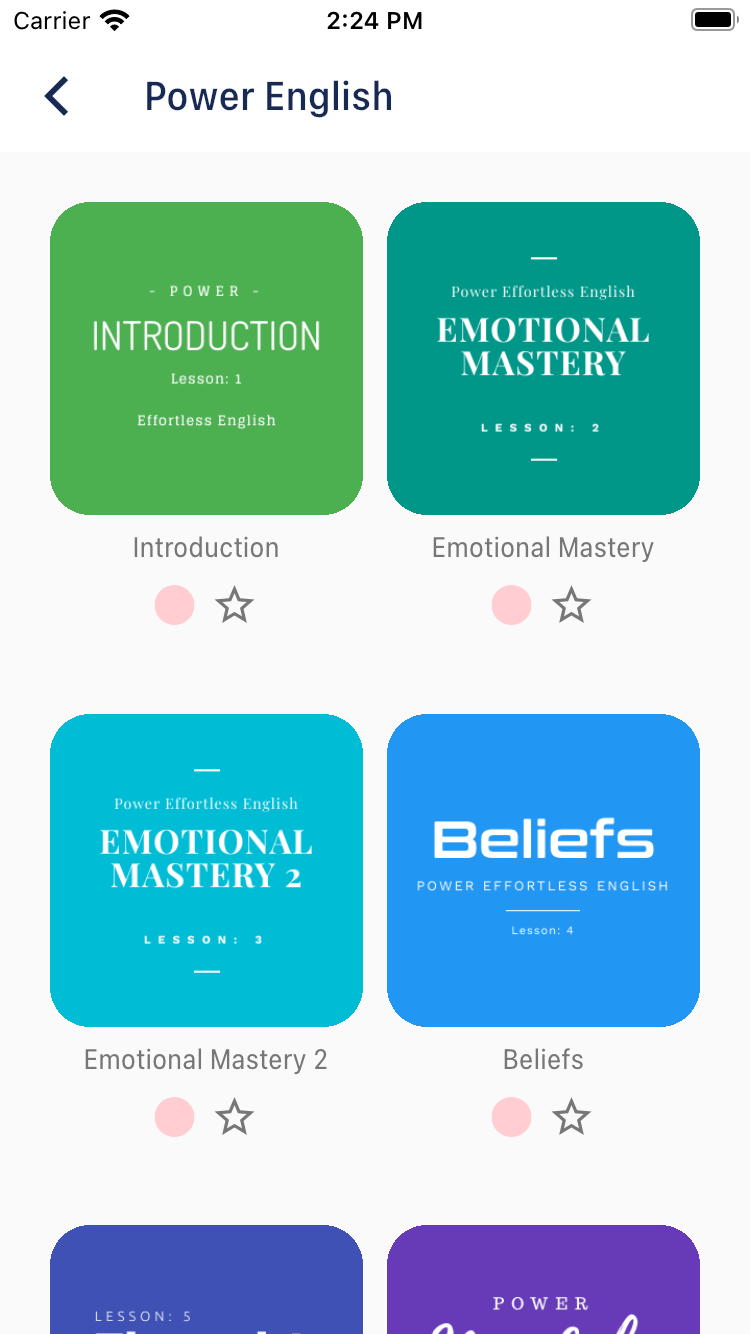 Carrier 2:24 PM
Power English
- POWER -
INTRODUCTION
Lesson: 1
Effortless English
Power Effortless English
EMOTIONAL
MASTERY
LESSON: 2
Introduction
Emotional Mastery
Power Effortless English
EMOTIONAL
MASTERY 2
LESSON: 3
Beliefs
POWER EFFORTLESS ENGLISH
Lesson: 4
Emotional Mastery 2
Beliefs
LESSON: 5
POWER